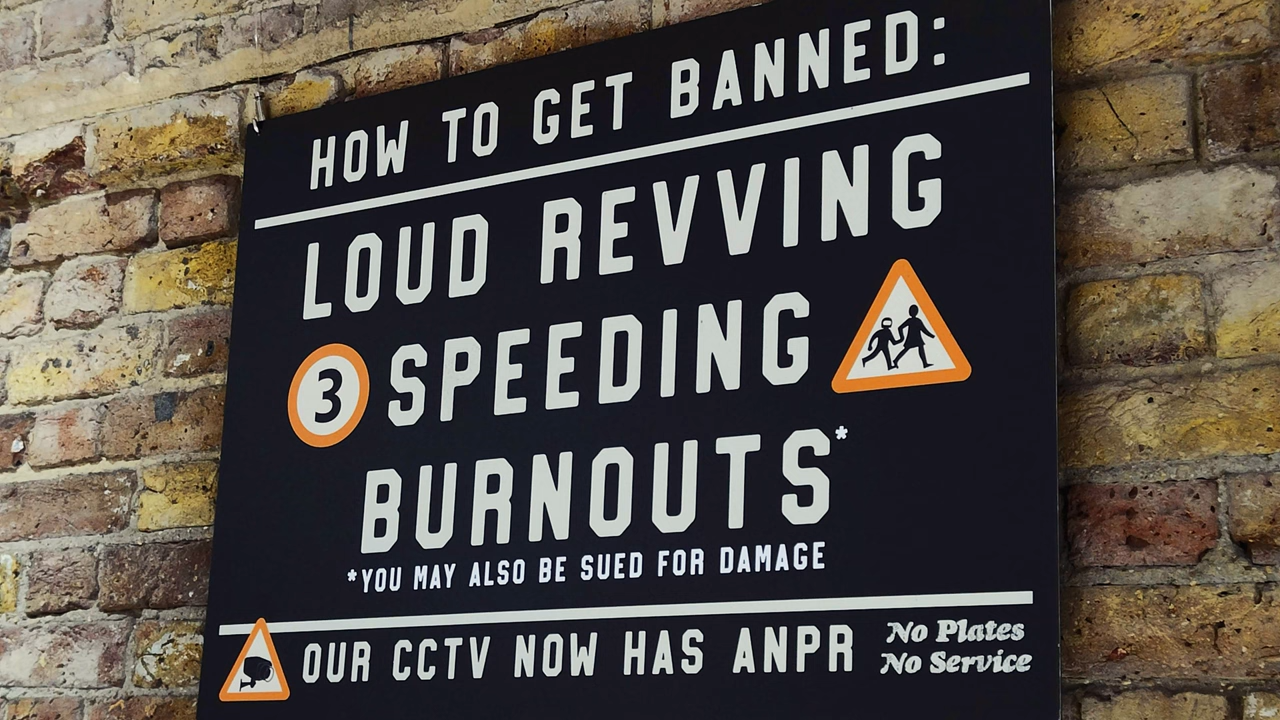 HOW TO GET BANNED:
LOUD REVVING
3 SPEEDING
BURNOUTS*
*YOU MAY ALSO BE SUED FOR DAMAGE
OUR CCTV NOW HAS ANPR
No Plates
No Service